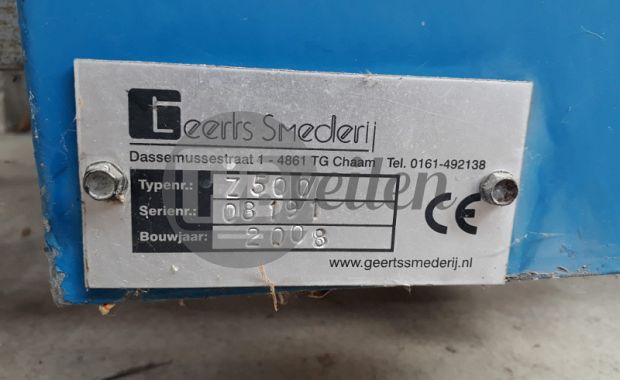 Geerts Smederij
Dassemussestraat 1 - 4861 TG Chaam / Tel. 0161-492138
Typenr.: Z500
Serienr.: 08191
Bouwjaar: 2008
CE
www.geertssmederij.nl